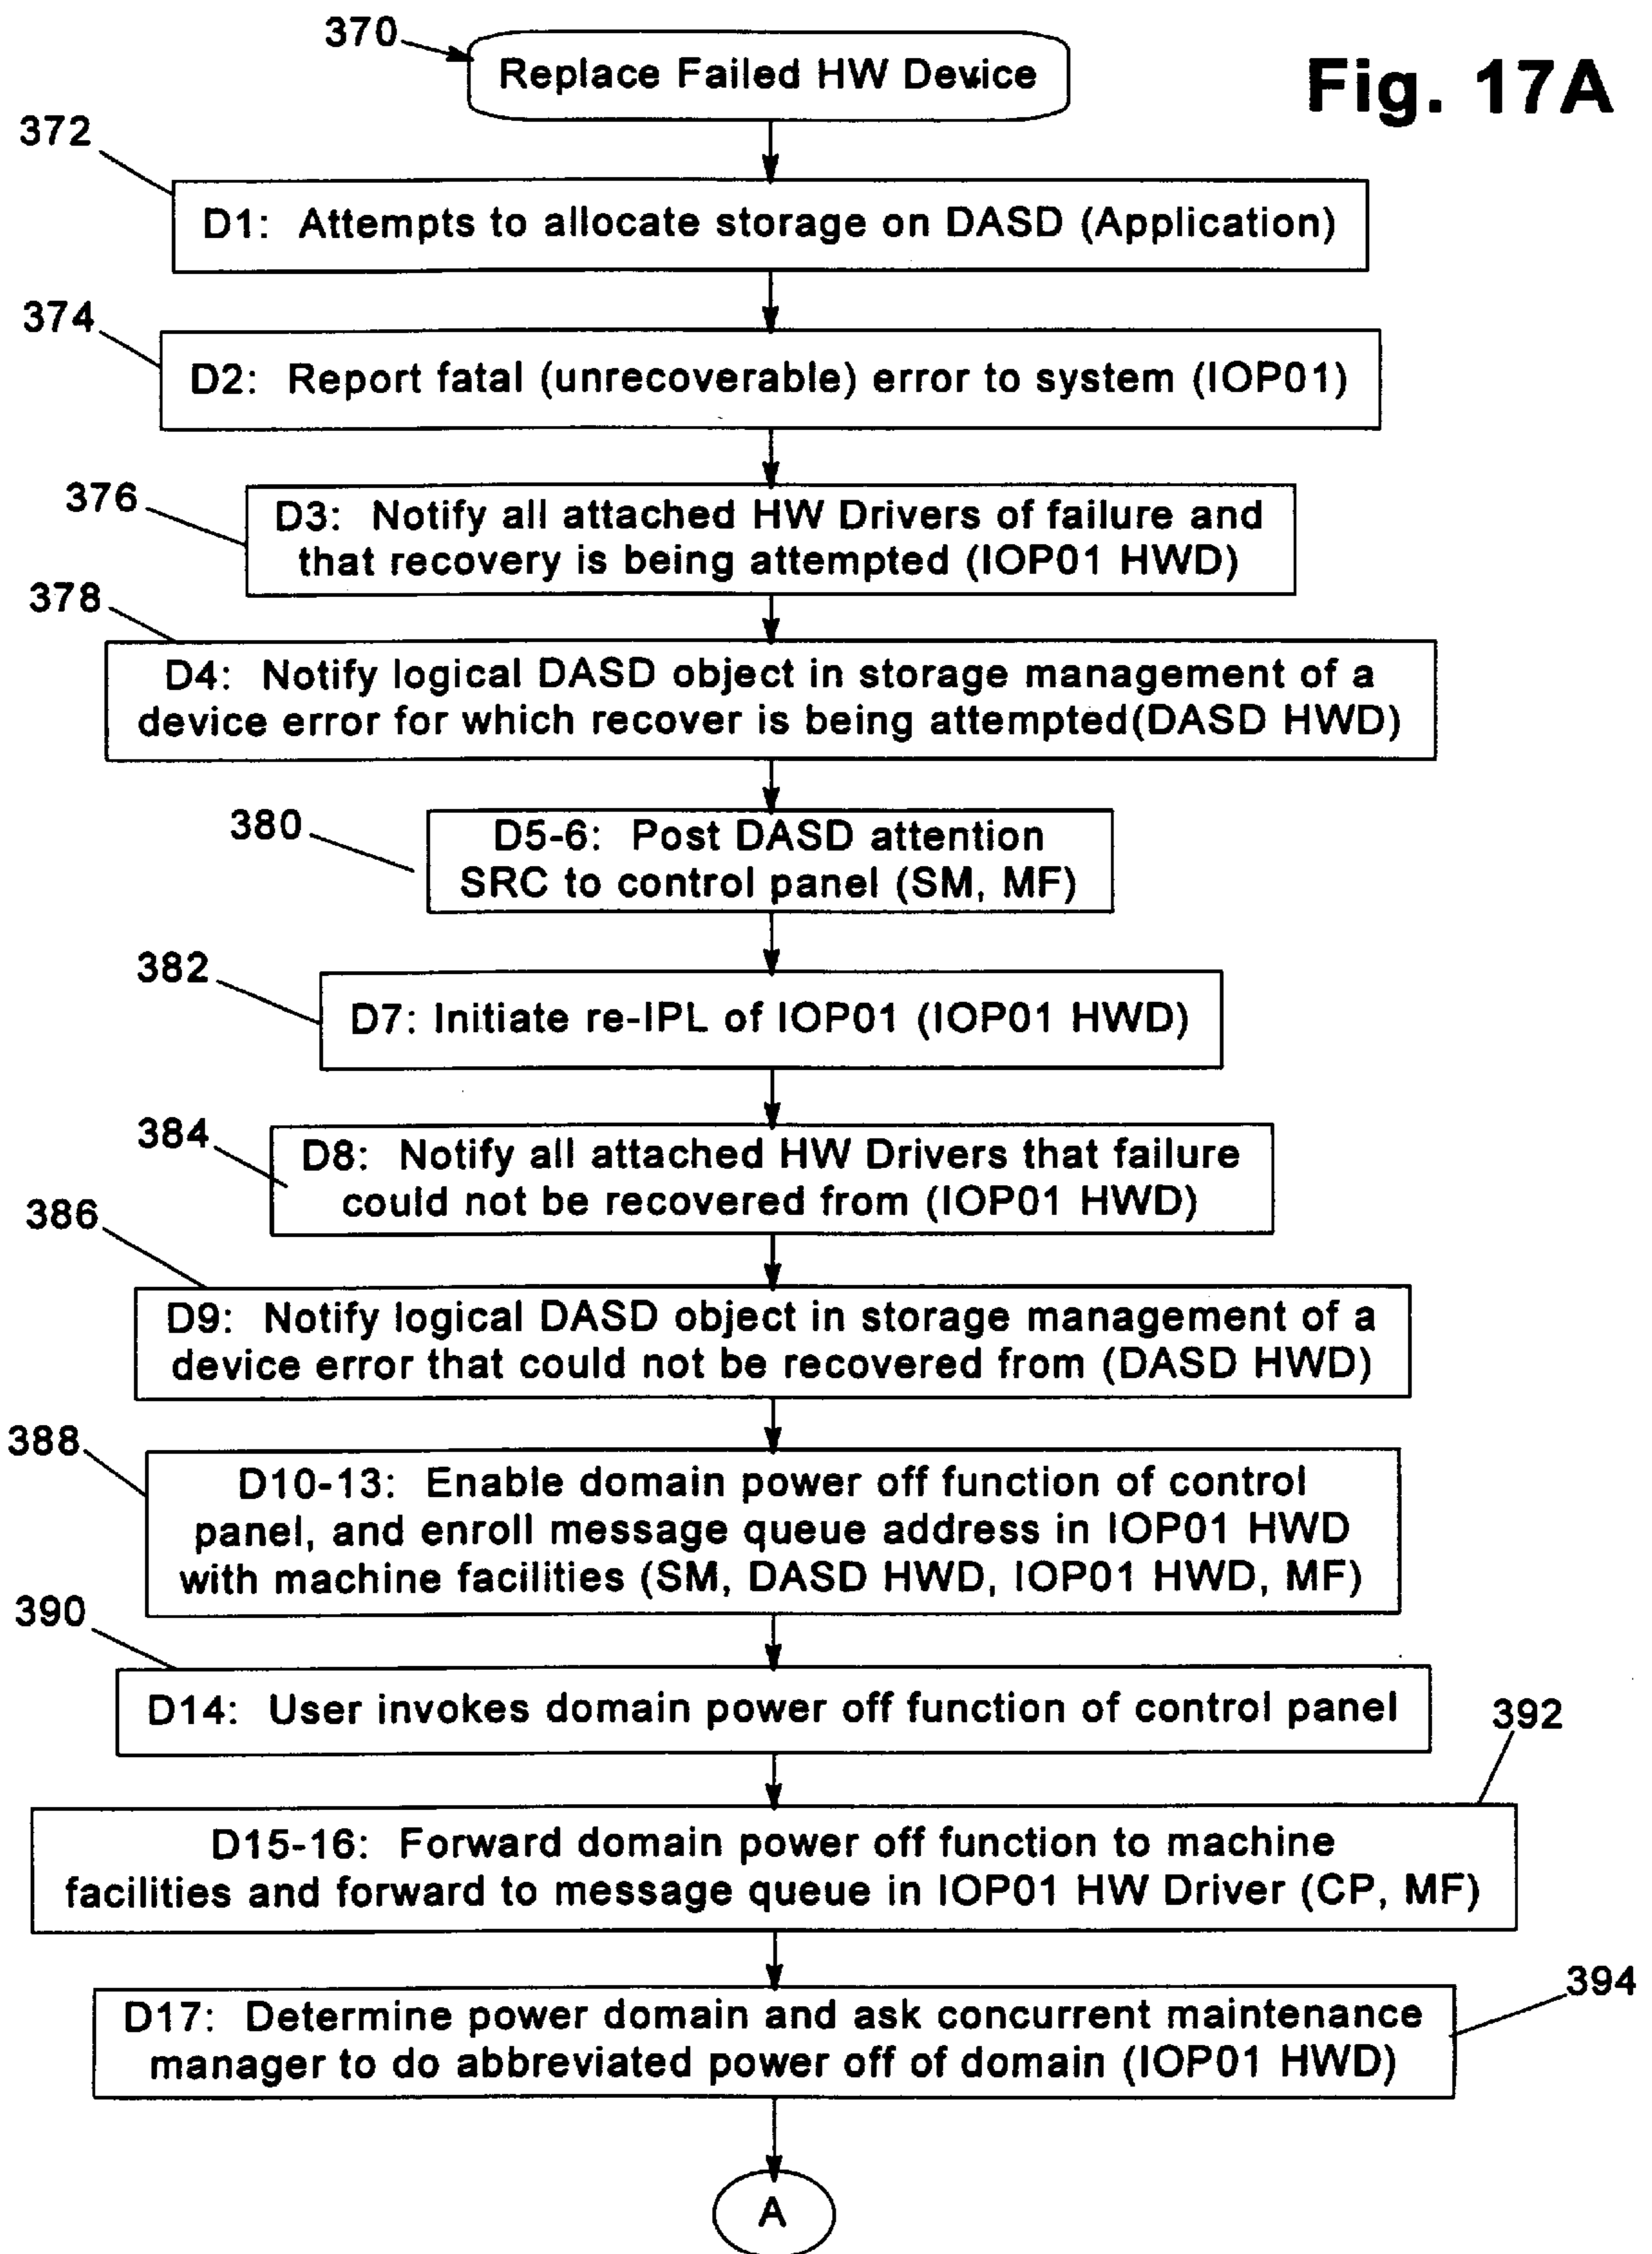 370
Replace Failed HW Device
Fig. 17A
372
D1: Attempts to allocate storage on DASD (Application)
374
D2: Report fatal (unrecoverable) error to system (IOP01)
376
D3: Notify all attached HW Drivers of failure and
that recovery is being attempted (IOP01 HWD)
378
D4: Notify logical DASD object in storage management of a
device error for which recover is being attempted(DASD HWD)
380
D5-6: Post DASD attention
SRC to control panel (SM, MF)
382
D7: Initiate re-IPL of IOP01 (IOP01 HWD)
384
D8: Notify all attached HW Drivers that failure
could not be recovered from (IOP01 HWD)
386
D9: Notify logical DASD object in storage management of a
device error that could not be recovered from (DASD HWD)
388
D10-13: Enable domain power off function of control
panel, and enroll message queue address in IOP01 HWD
with machine facilities (SM, DASD HWD, IOP01 HWD, MF)
390
D14: User invokes domain power off function of control panel
392
D15-16: Forward domain power off function to machine
facilities and forward to message queue in IOP01 HW Driver (CP, MF)
394
D17: Determine power domain and ask concurrent maintenance
manager to do abbreviated power off of domain (IOP01 HWD)
A